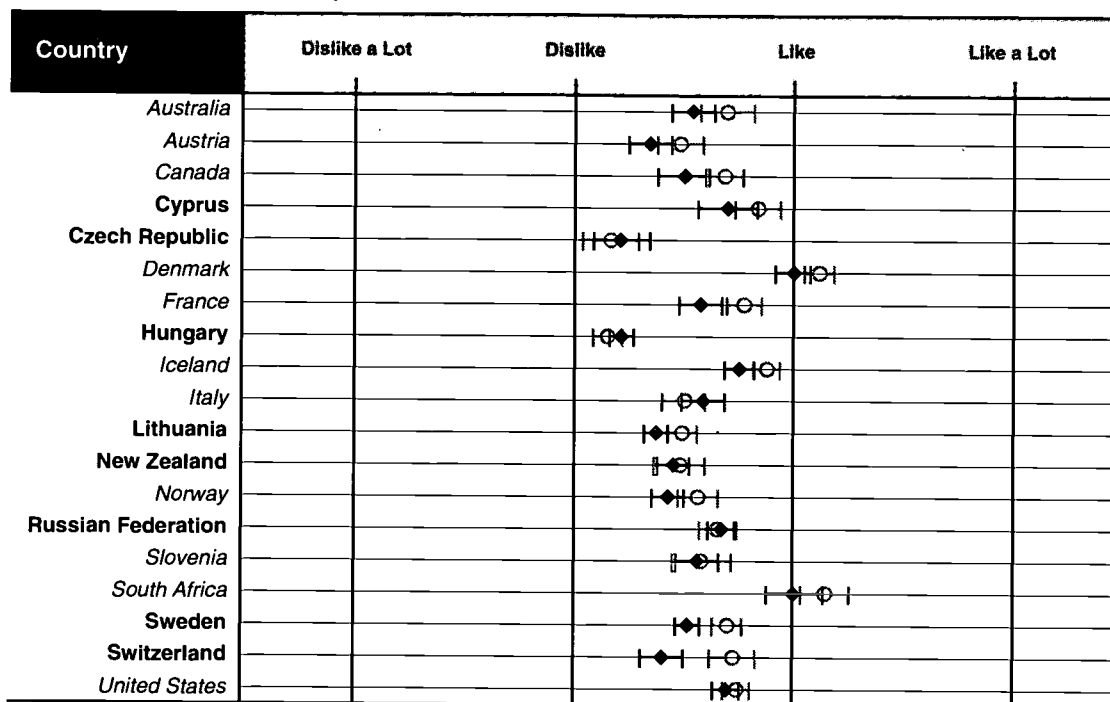 Country Dislike a Lot Dislike Like Like a Lot
Australia
Austria
Canada
Cyprus
Czech Republic
Denmark
France
Hungary
Iceland
Italy
Lithuania
New Zealand
Norway
Russian Federation
Slovenia
South Africa
Sweden
Switzerland
United States